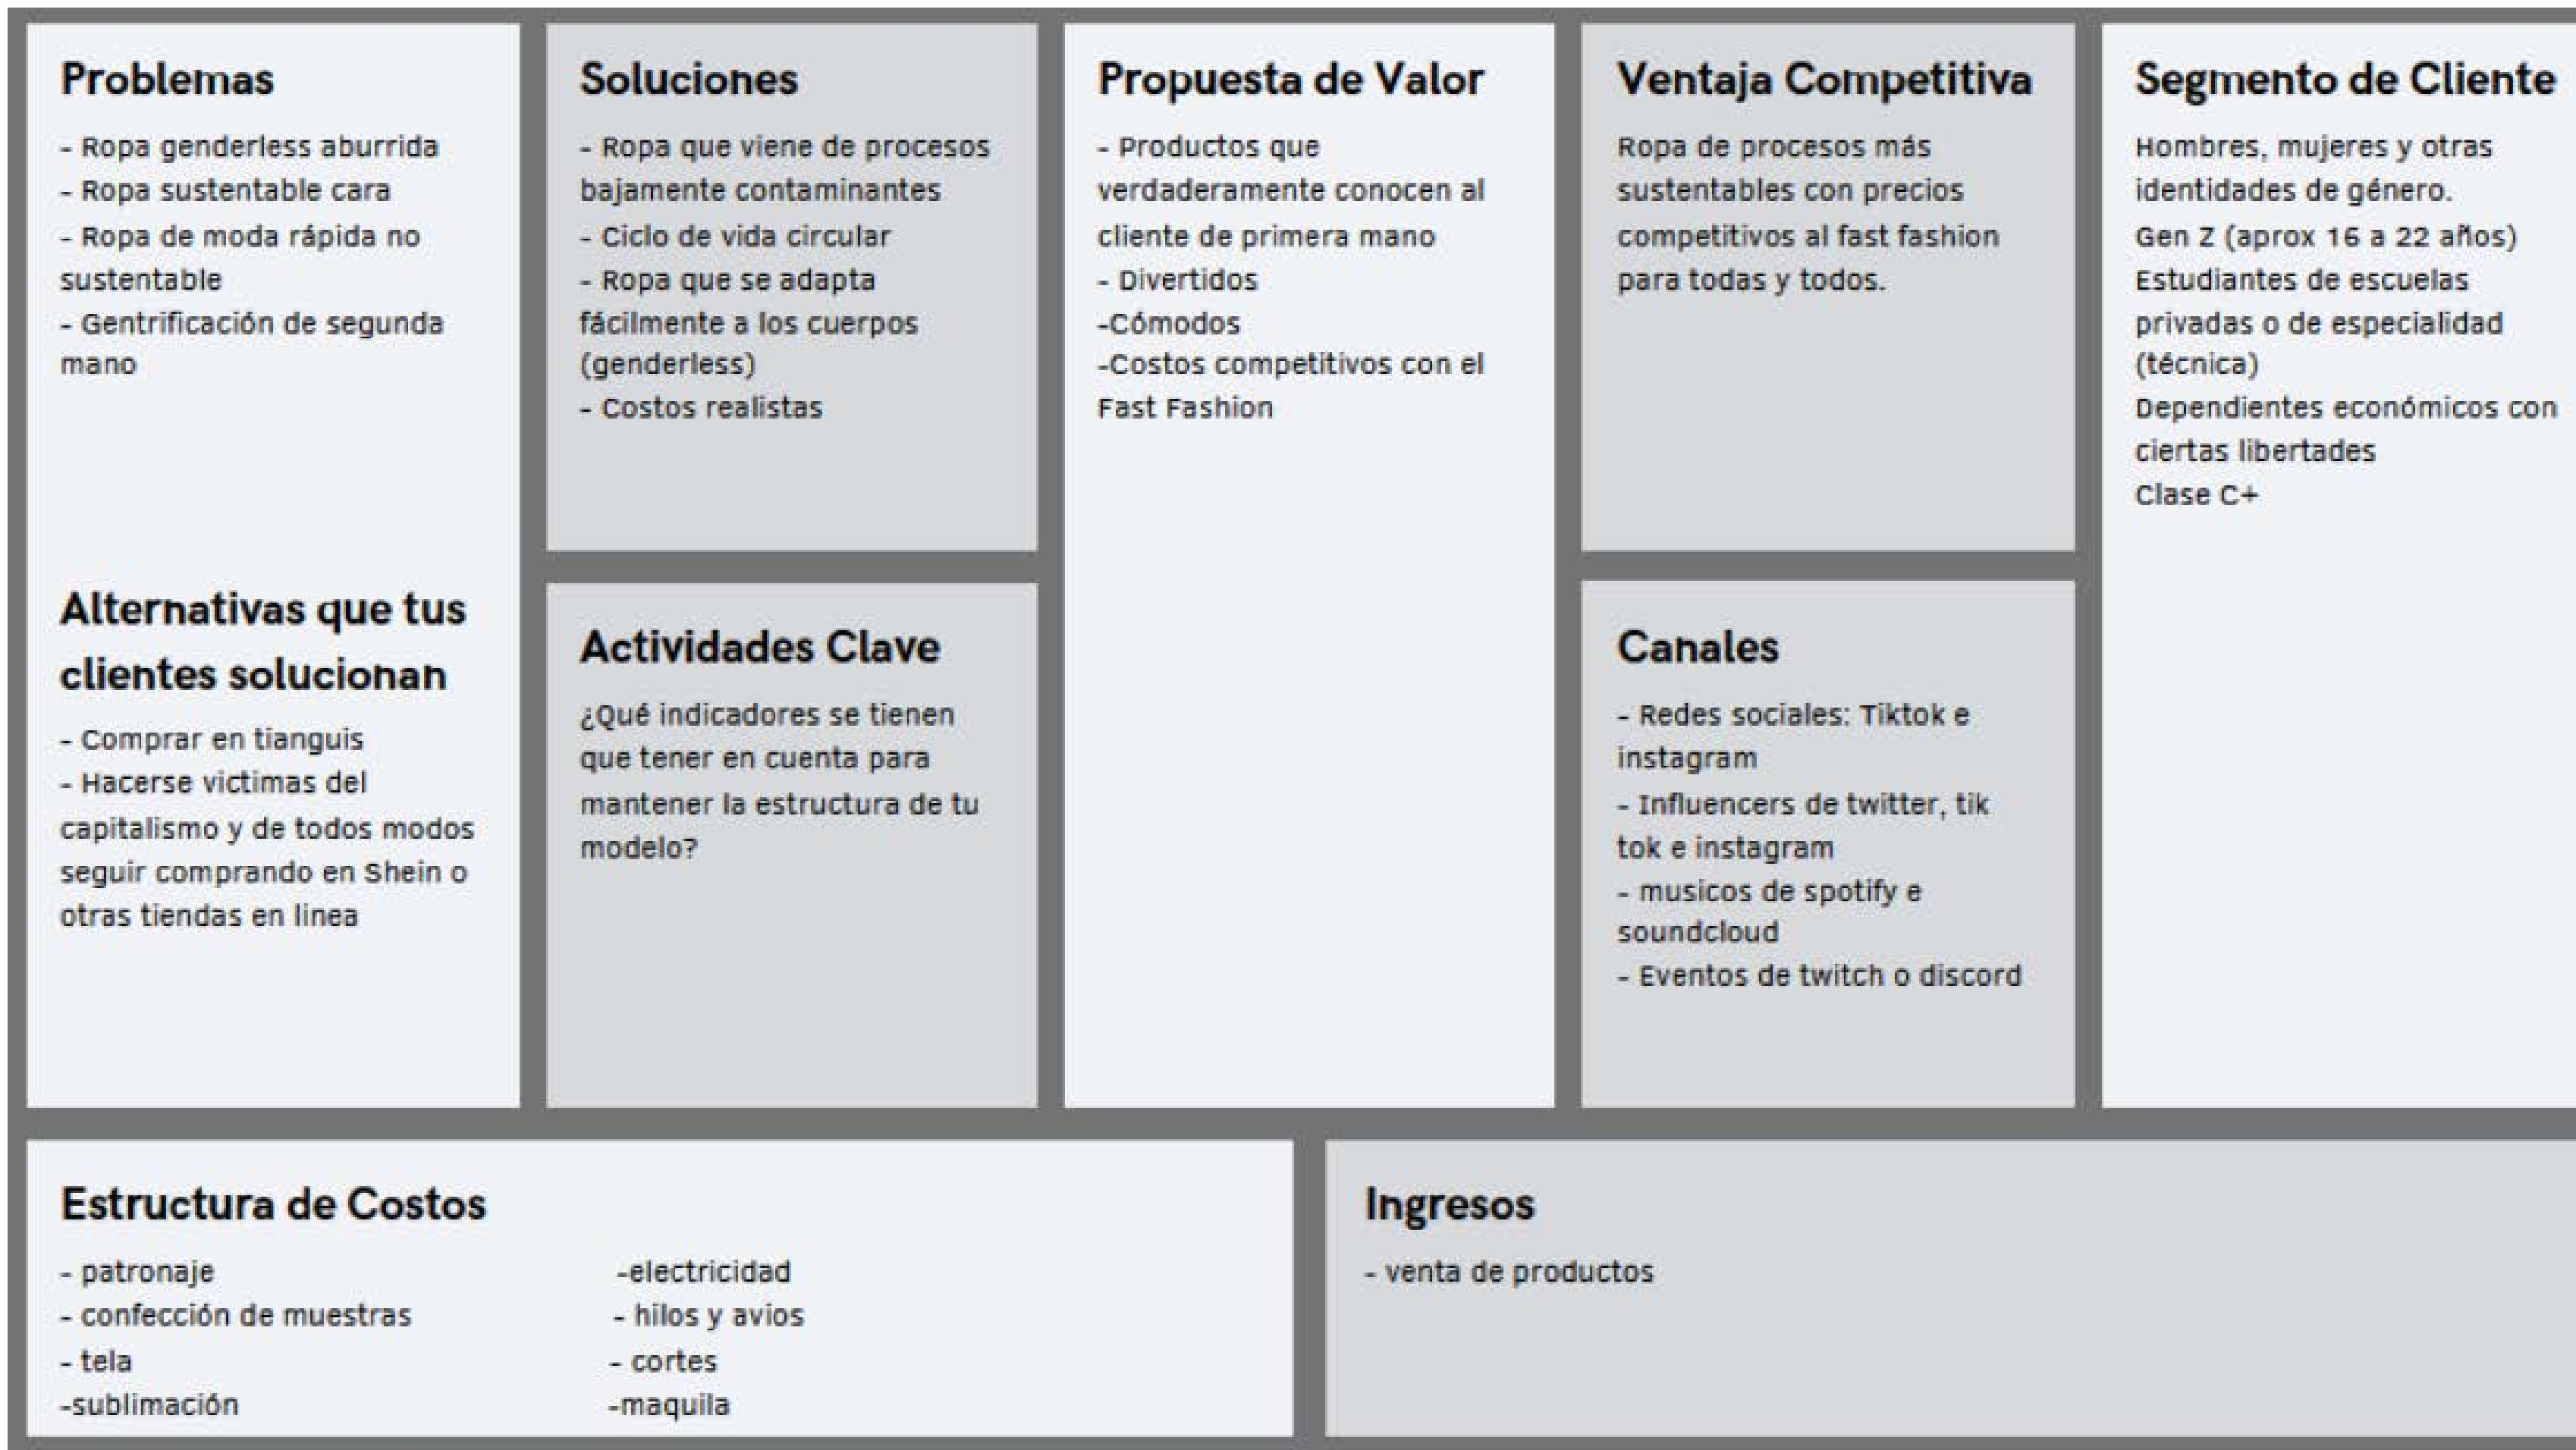 Problemas
- Ropa genderless aburrida
- Ropa sustentable cara
- Ropa de moda rápida no
sustentable
- Gentrificación de segunda
mano
Alternativas que tus
clientes solucionan
- Comprar en tianguis
- Hacerse victimas del
capitalismo y de todos modos
seguir comprando en Shein o
otras tiendas en linea
Soluciones
- Ropa que viene de procesos
bajamente contaminantes
- Ciclo de vida circular
- Ropa que se adapta
fácilmente a los cuerpos
(genderless)
- Costos realistas
Actividades Clave
¿Qué indicadores se tienen
que tener en cuenta para
mantener la estructura de tu
modelo?
Propuesta de Valor
- Productos que
verdaderamente conocen al
cliente de primera mano
- Divertidos
-Cómodos
-Costos competitivos con el
Fast Fashion
Ventaja Competitiva
Ropa de procesos más
sustentables con precios
competitivos al fast fashion
para todas y todos.
Canales
- Redes sociales: Tiktok e
instagram
- Influencers de twitter, tik
tok e instagram
- musicos de spotify e
soundcloud
- Eventos de twitch o discord
Segmento de Cliente
Hombres, mujeres y otras
identidades de género.
Gen Z (aprox 16 a 22 años)
Estudiantes de escuelas
privadas o de especialidad
(técnica)
Dependientes económicos con
ciertas libertades
Clase C+
Estructura de Costos
- patronaje
- confección de muestras
- tela
-sublimación
-electricidad
- hilos y avios
- cortes
-maquila
Ingresos
- venta de productos